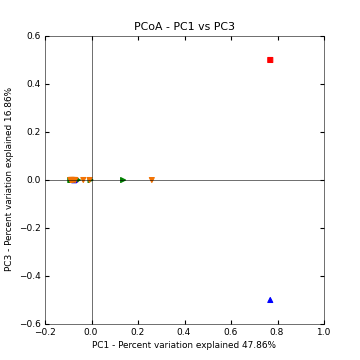 PCoA - PC1 vs PC3
0.6
0.4
0.2
0.0
−0.2
−0.4
−0.6
−0.2 0.0 0.2 0.4 0.6 0.8 1.0
PC3 - Percent variation explained 16.86%
PC1 - Percent variation explained 47.86%